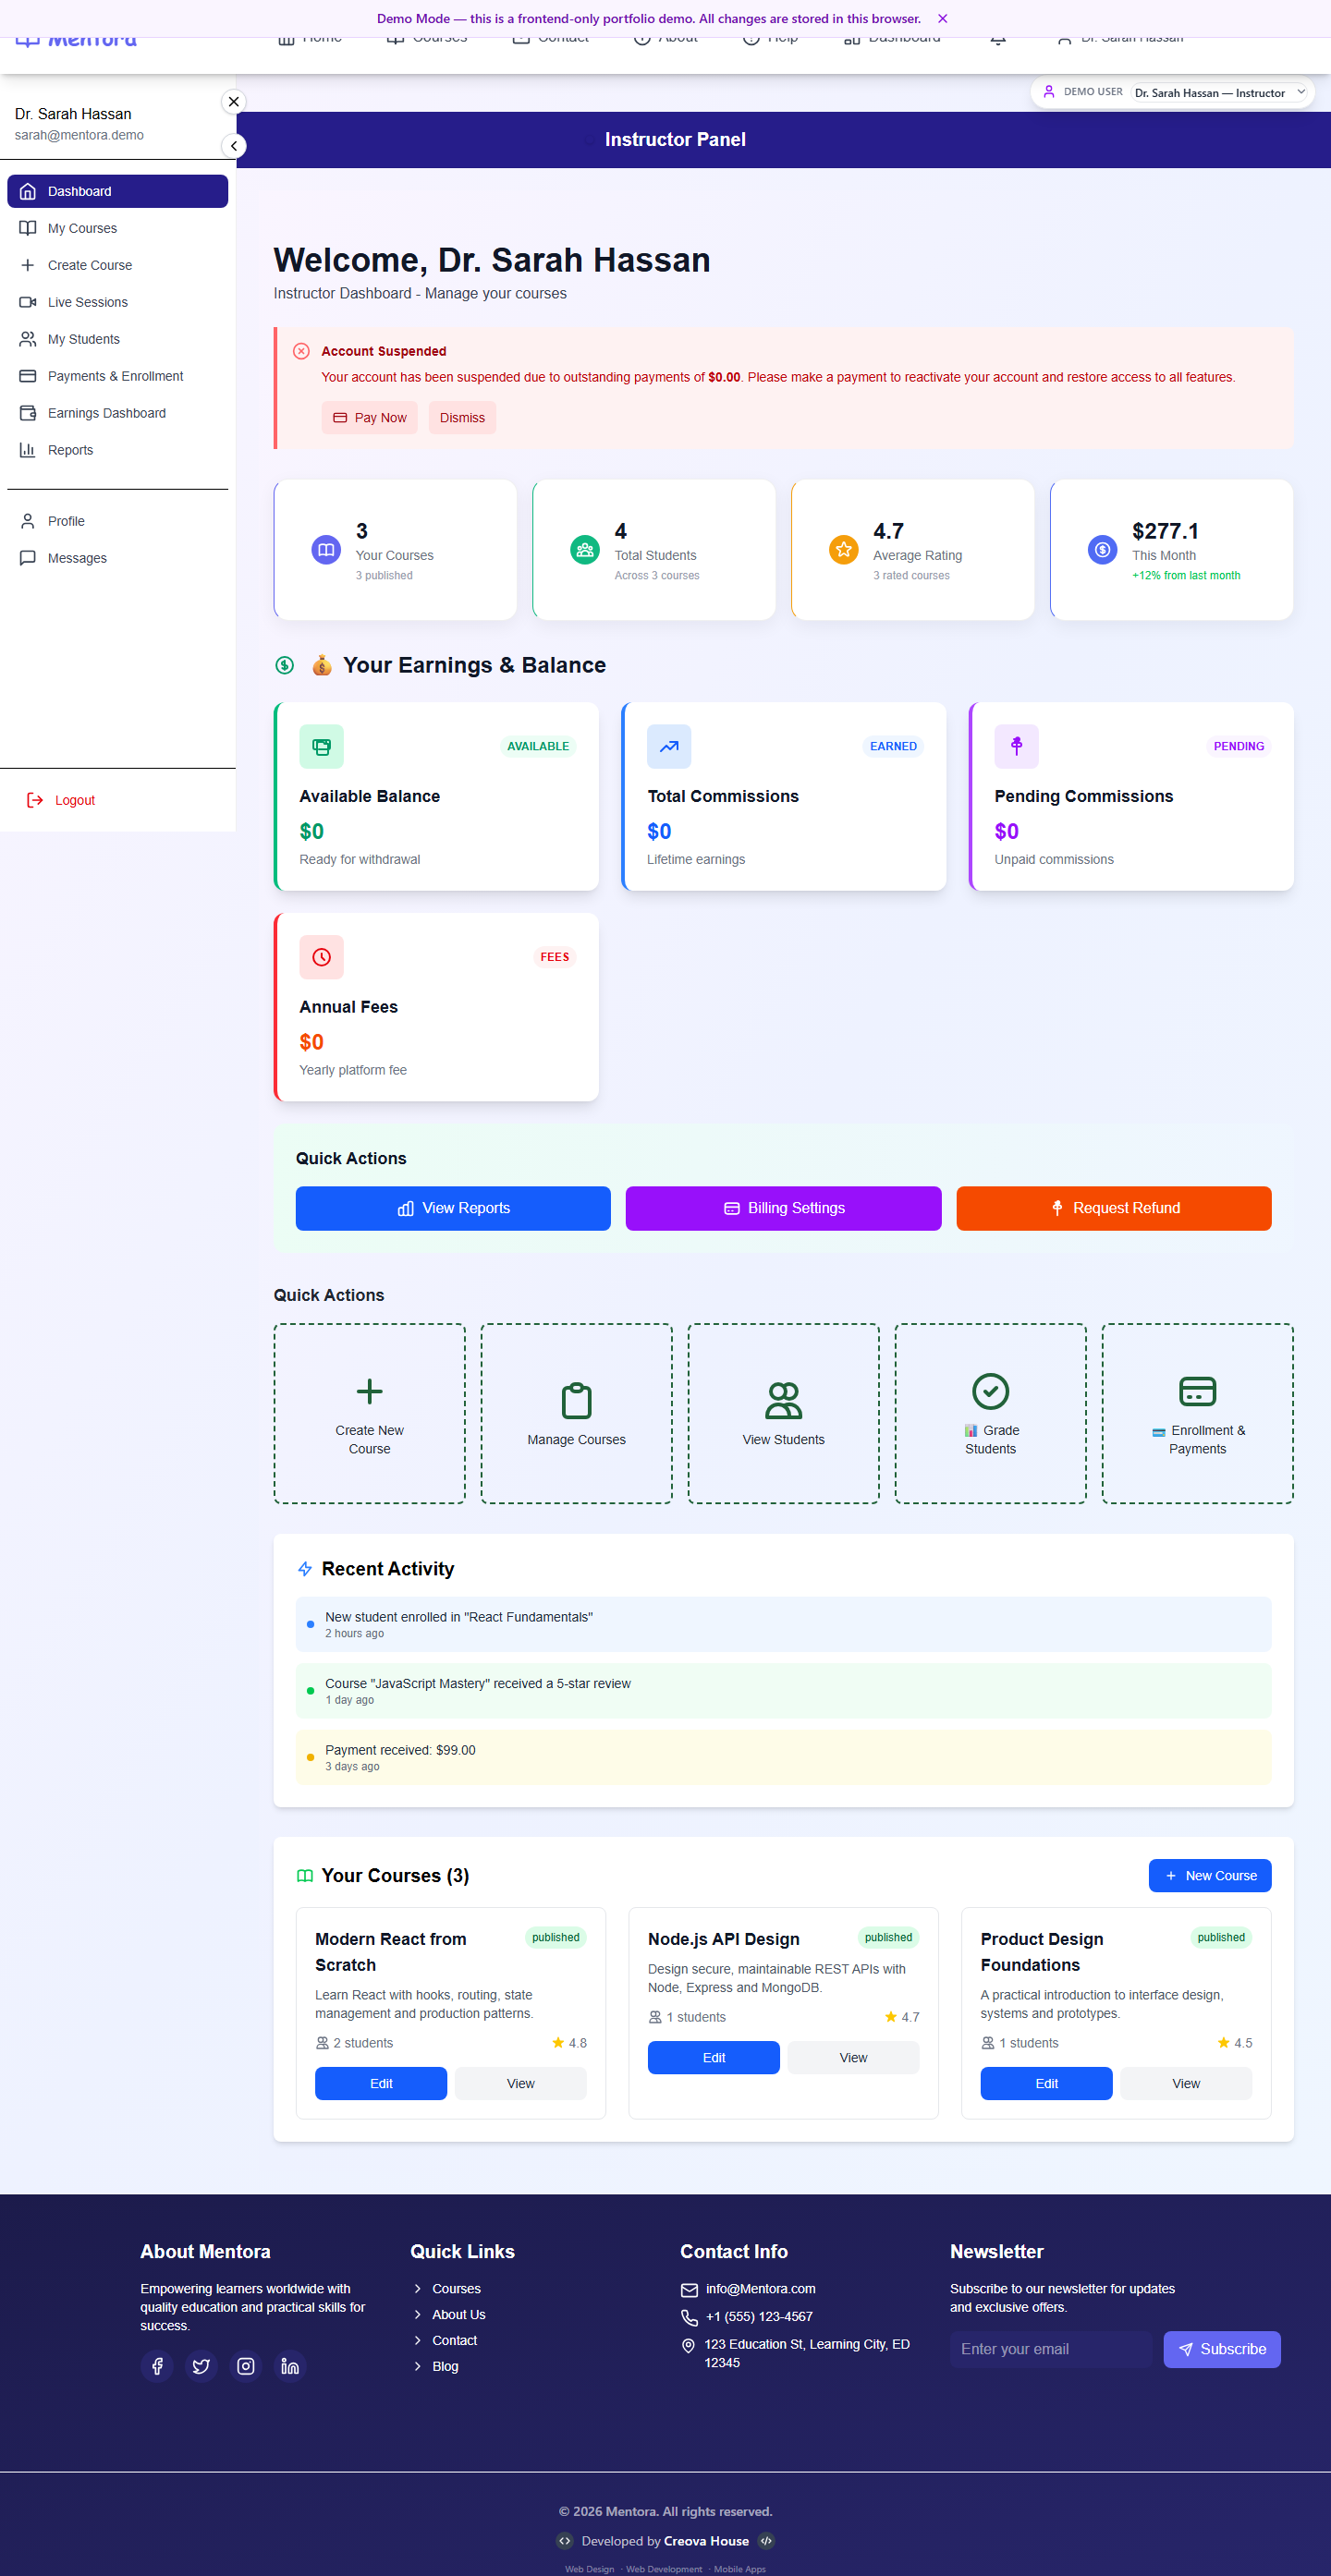 Demo Mode — this is a frontend-only portfolio demo. All changes are stored in this browser.
Mentora
Home
Courses
Contact
About
Help
Dashboard
Dr. Sarah Hassan
DEMO USER
Dr. Sarah Hassan — Instructor
Dr. Sarah Hassan
sarah@mentora.demo
Dashboard
My Courses
Create Course
Live Sessions
My Students
Payments & Enrollment
Earnings Dashboard
Reports
Profile
Messages
Logout
Instructor Panel
Welcome, Dr. Sarah Hassan
Instructor Dashboard - Manage your courses
Account Suspended
Your account has been suspended due to outstanding payments of $0.00. Please make a payment to reactivate your account and restore access to all features.
Pay Now
Dismiss
3
Your Courses
3 published
4
Total Students
Across 3 courses
4.7
Average Rating
3 rated courses
$277.1
This Month
+12% from last month
💰 Your Earnings & Balance
AVAILABLE
Available Balance
$0
Ready for withdrawal
EARNED
Total Commissions
$0
Lifetime earnings
PENDING
Pending Commissions
$0
Unpaid commissions
FEES
Annual Fees
$0
Yearly platform fee
Quick Actions
View Reports
Billing Settings
Request Refund
Quick Actions
Create New
Course
Manage Courses
View Students
📊 Grade
Students
💳 Enrollment &
Payments
Recent Activity
New student enrolled in "React Fundamentals"
2 hours ago
Course "JavaScript Mastery" received a 5-star review
1 day ago
Payment received: $99.00
3 days ago
Your Courses (3)
New Course
Modern React from
Scratch
published
Learn React with hooks, routing, state
management and production patterns.
2 students
4.8
Edit
View
Node.js API Design
published
Design secure, maintainable REST APIs with
Node, Express and MongoDB.
1 students
4.7
Edit
View
Product Design
Foundations
published
A practical introduction to interface design,
systems and prototypes.
1 students
4.5
Edit
View
About Mentora
Empowering learners worldwide with
quality education and practical skills for
success.
Quick Links
Courses
About Us
Contact
Blog
Contact Info
info@Mentora.com
+1 (555) 123-4567
123 Education St, Learning City, ED
12345
Newsletter
Subscribe to our newsletter for updates
and exclusive offers.
Enter your email
Subscribe
© 2026 Mentora. All rights reserved.
Developed by Creova House
Web Design · Web Development · Mobile Apps